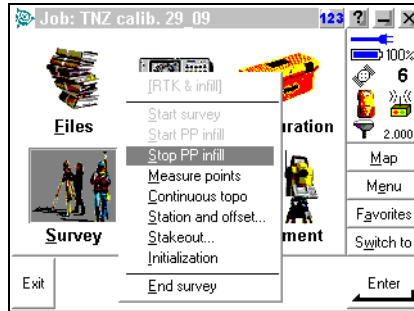 Job: TNZ calib. 29_09
123
?
100%
6
2.000
Files
[RTK & infill]
Start survey
Start PP infill
Stop PP infill
Measure points
Continuous topo
Station and offset...
Stakeout...
Initialization
End survey
uration
Survey
ment
Map
Menu
Favorites
Switch to
Exit
Enter